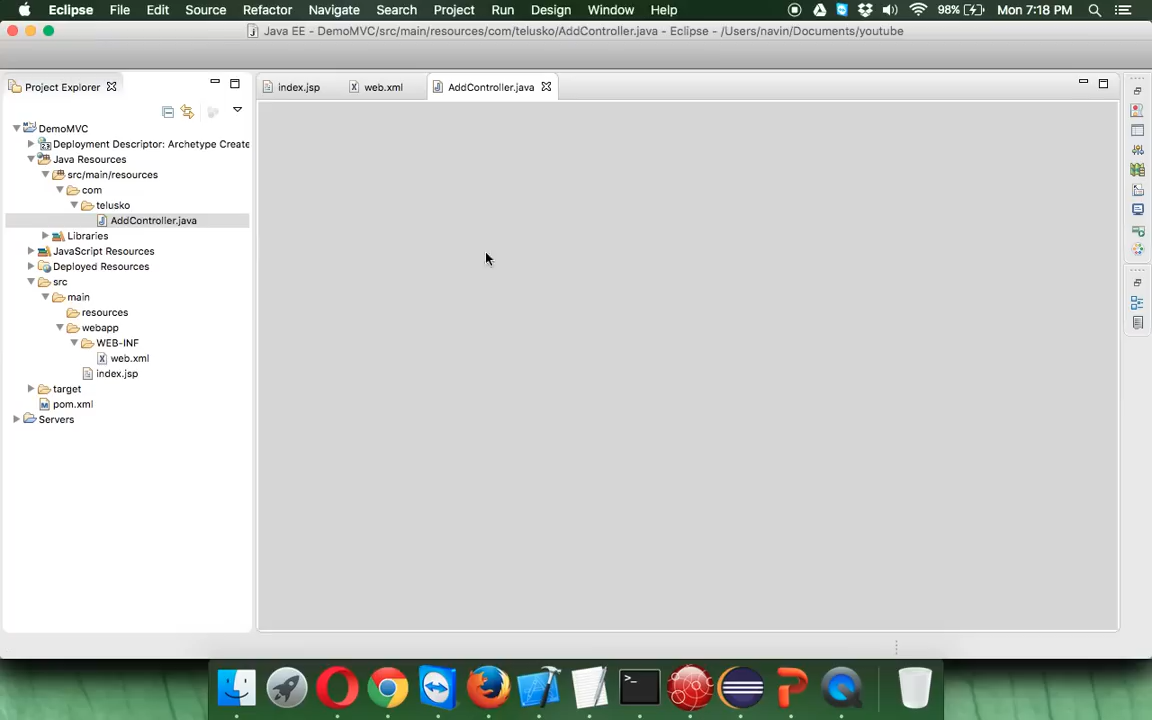 Eclipse File Edit Source Refactor Navigate Search Project Run Design Window Help 98% Mon 7:18 PM
Java EE - DemoMVC/src/main/resources/com/telusko/AddController.java - Eclipse - /Users/navin/Documents/youtube
Project Explorer
index.jsp
web.xml
AddController.java
DemoMVC
Deployment Descriptor: Archetype Create
Java Resources
src/main/resources
com
telusko
AddController.java
Libraries
JavaScript Resources
Deployed Resources
src
main
resources
webapp
WEB-INF
web.xml
index.jsp
target
pom.xml
Servers